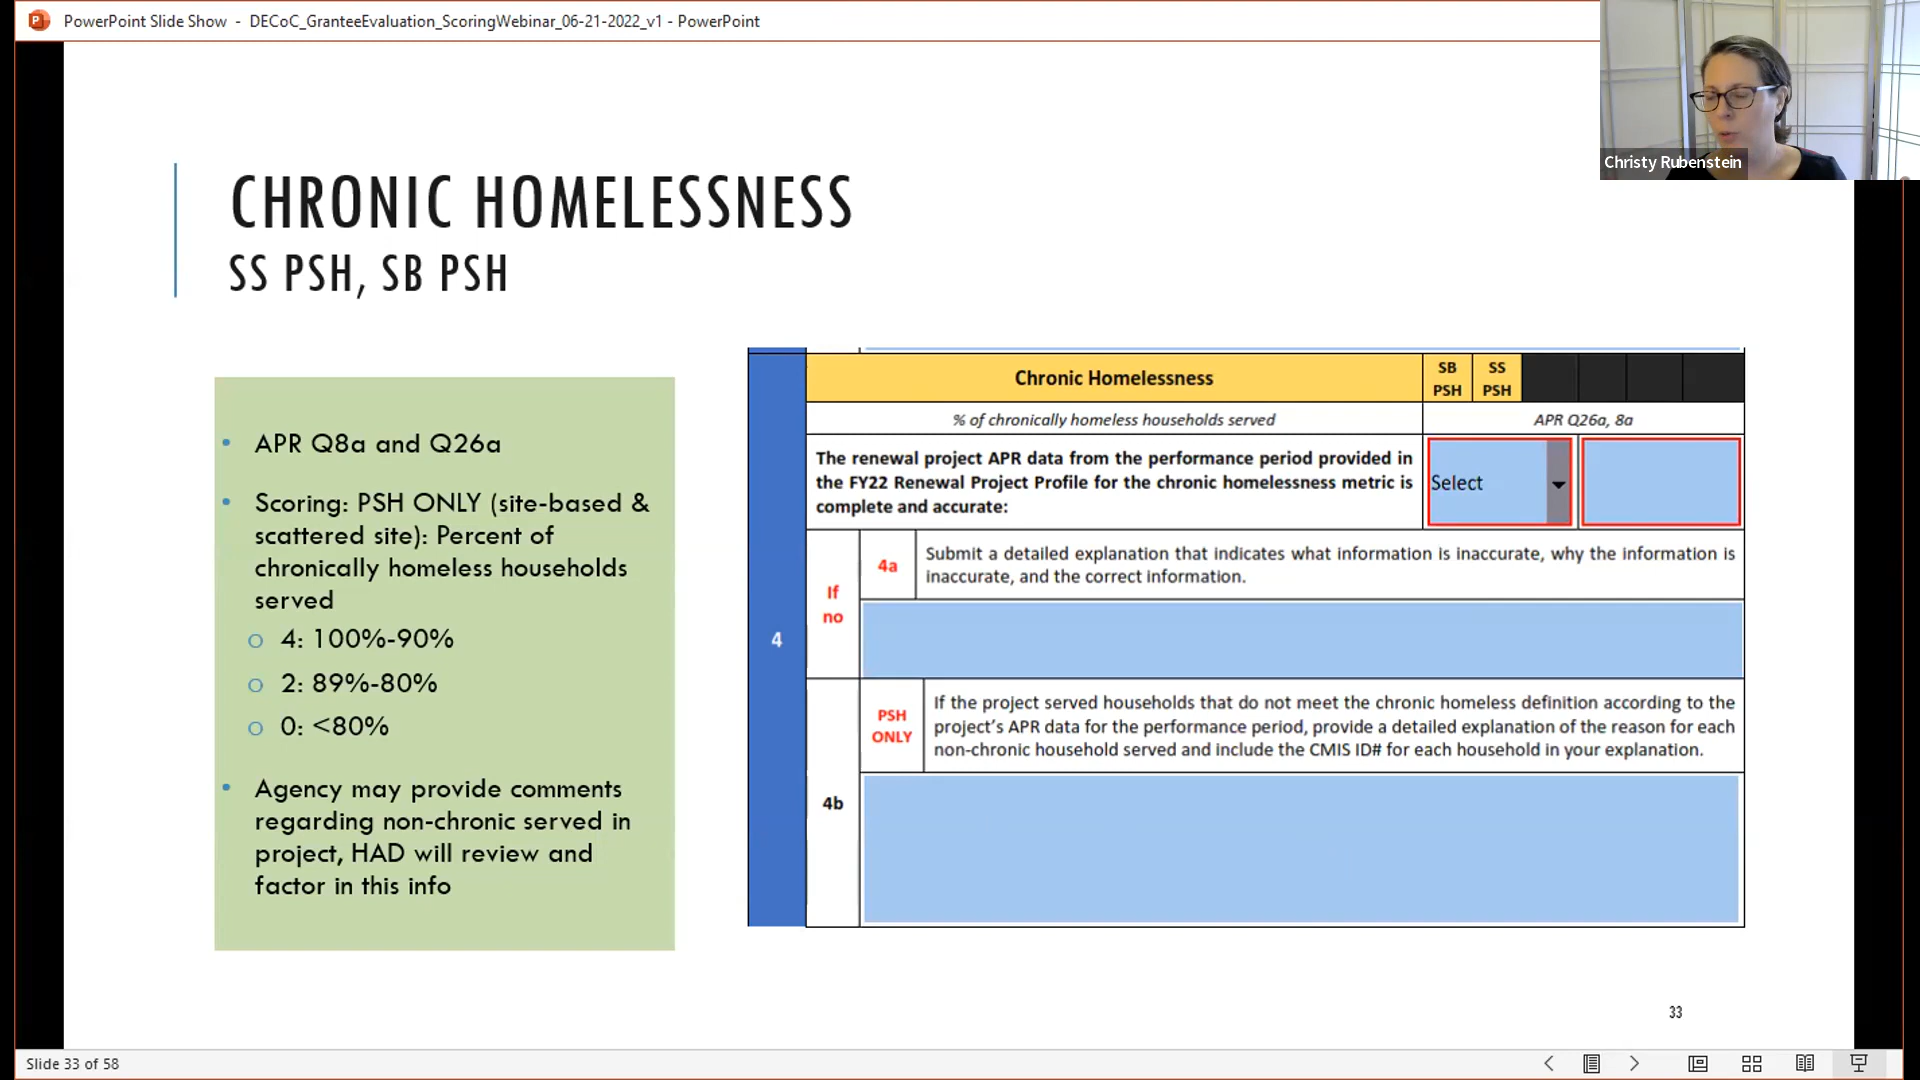 PowerPoint Slide Show - DECoC_GranteeEvaluation_ScoringWebinar_06-21-2022_v1 - PowerPoint
Christy Rubenstein
CHRONIC HOMELESSNESS
SS PSH, SB PSH
• APR Q8a and Q26a
• Scoring: PSH ONLY (site-based &
scattered site): Percent of
chronically homeless households
served
o 4: 100%-90%
o 2: 89%-80%
o 0: <80%
• Agency may provide comments
regarding non-chronic served in
project, HAD will review and
factor in this info
4
Chronic Homelessness
SB
PSH
SS
PSH
% of chronically homeless households served
APR Q26a, 8a
The renewal project APR data from the performance period provided in
the FY22 Renewal Project Profile for the chronic homelessness metric is
complete and accurate:
Select
If
no
4a
Submit a detailed explanation that indicates what information is inaccurate, why the information is
inaccurate, and the correct information.
4b
PSH
ONLY
If the project served households that do not meet the chronic homeless definition according to the
project's APR data for the performance period, provide a detailed explanation of the reason for each
non-chronic household served and include the CMIS ID# for each household in your explanation.
33
Slide 33 of 58